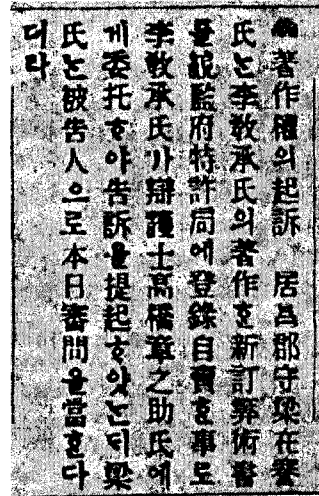 ●著作權의起訴 居昌郡守梁在謇
氏는李敎承氏의著作ᄒᆞᆫ新訂算術書
를統監府特許局에登錄自賣ᄒᆞᆫ事로
李敎承氏가辯護士高橋章之助氏에
게委托ᄒᆞ야告訴을提起ᄒᆞ얏ᄂᆞᆫᄃᆡ梁
氏는被告人으로本日審問을當ᄒᆞᆫ다
더라